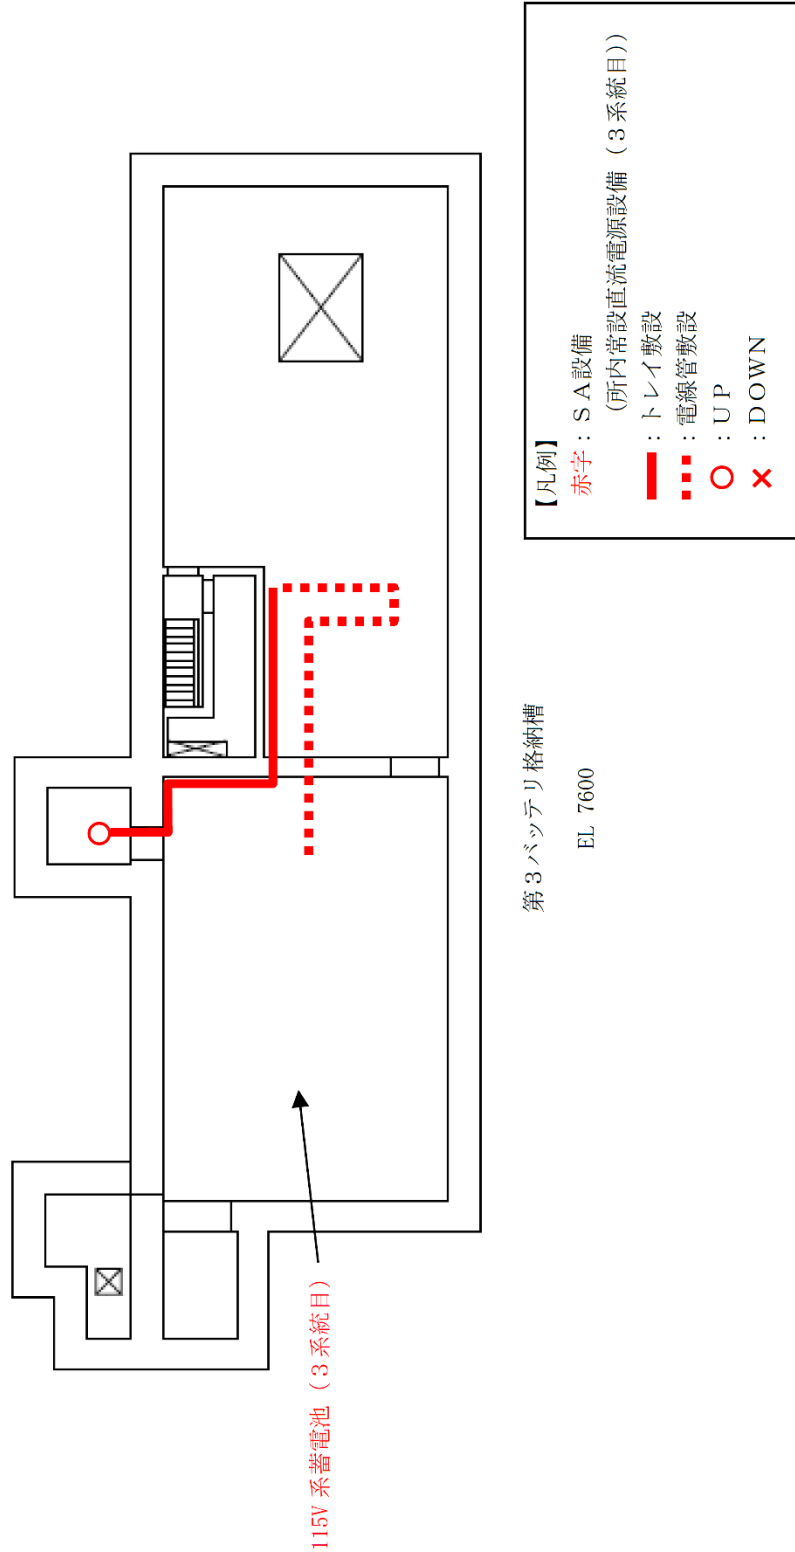 115V 系蓄電池（３系統目）
第３バッテリ格納槽
EL 7600
【凡例】
赤字：ＳＡ設備
(所内常設直流電源設備（３系統目）)
：トレイ敷設
：電線管敷設
：ＵＰ
：ＤＯＷＮ